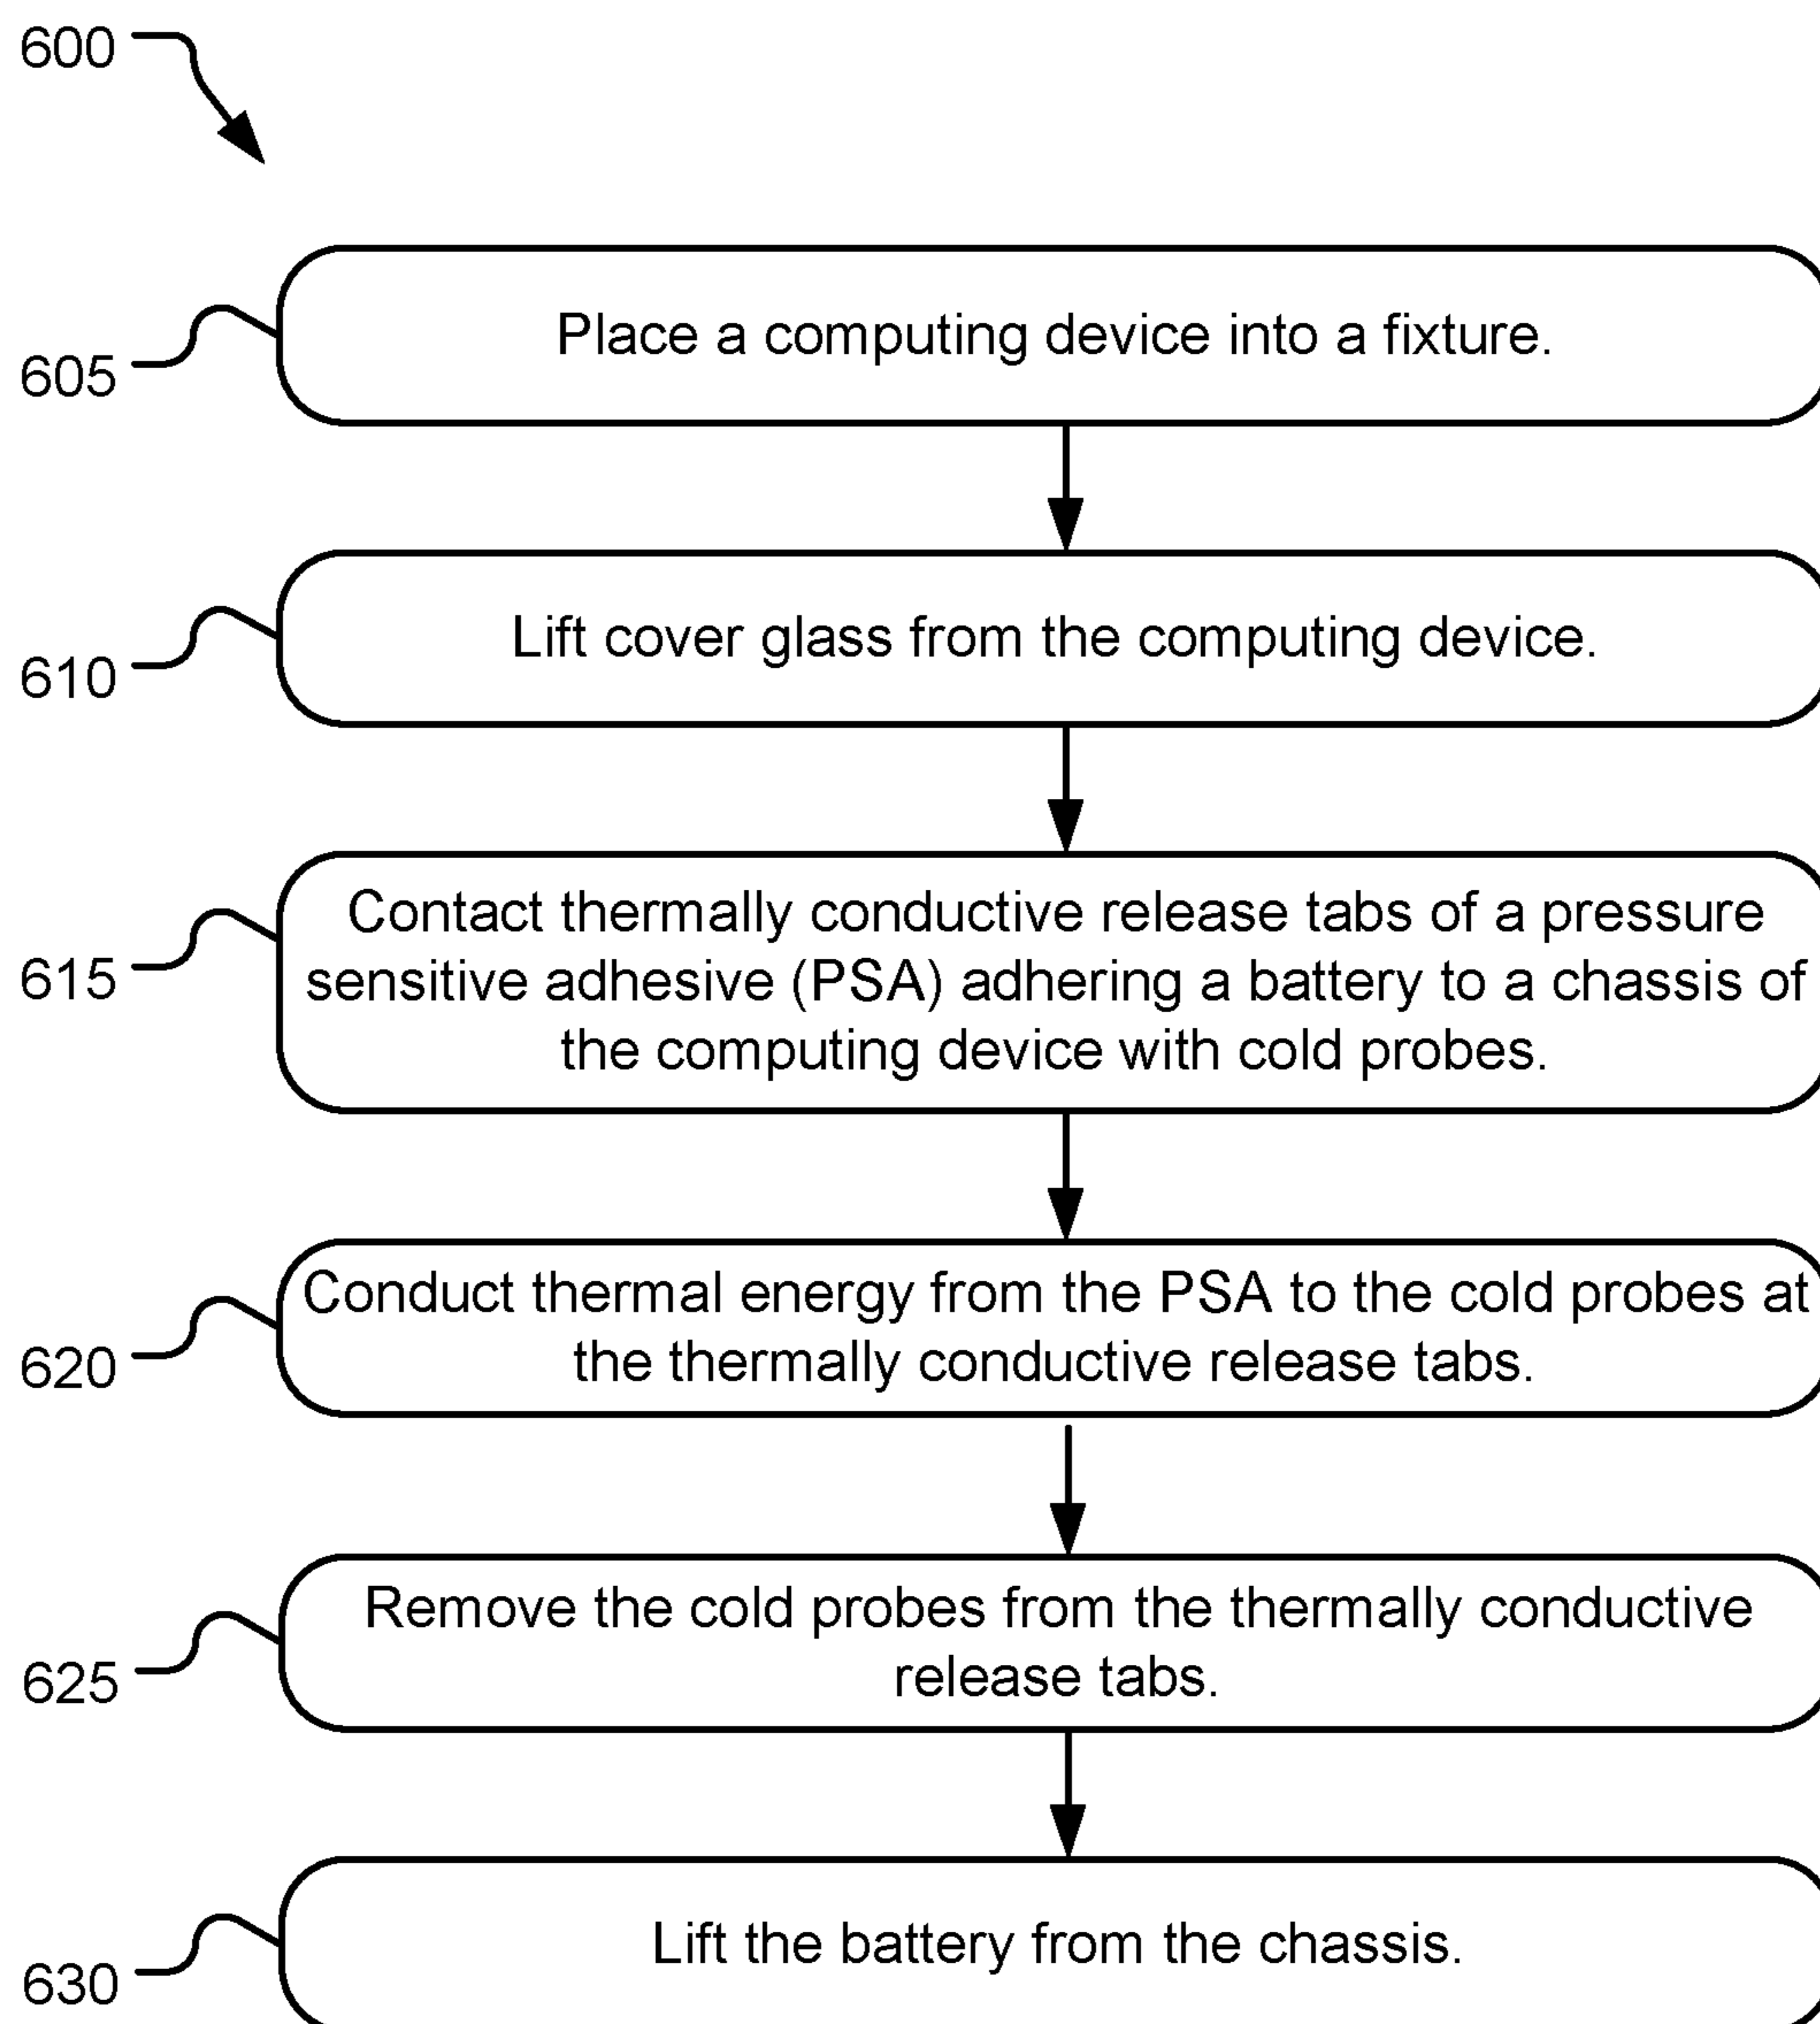 600
605
Place a computing device into a fixture.
610
Lift cover glass from the computing device.
615
Contact thermally conductive release tabs of a pressure
sensitive adhesive (PSA) adhering a battery to a chassis of
the computing device with cold probes.
620
Conduct thermal energy from the PSA to the cold probes at
the thermally conductive release tabs.
625
Remove the cold probes from the thermally conductive
release tabs.
630
Lift the battery from the chassis.